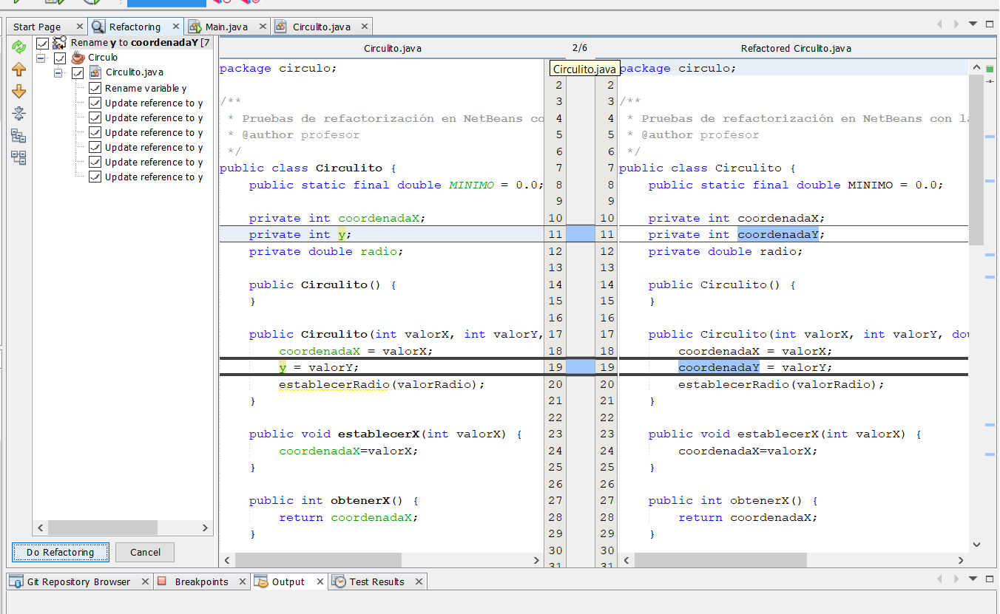 Start Page
Refactoring
Main.java
Circulito.java
Rename y to coordenadaY [7
Circulo
Circulito.java
Rename variable y
Update reference to y
Update reference to y
Update reference to y
Update reference to y
Update reference to y
Update reference to y
Do Refactoring
Cancel
Circulito.java
2/6
Refactored Circulito.java
Circulito.java
package circulo;
2
3 /**
4 * Pruebas de refactorización en NetBeans co
5 * @author profesor
6 */
7 public class Circulito {
8 public static final double MINIMO = 0.0;
9
10 private int coordenadaX;
11 private int y;
12 private double radio;
13
14 public Circulito() {
15 }
16
17 public Circulito(int valorX, int valorY,
18 coordenadaX = valorX;
19 y = valorY;
20 establecerRadio(valorRadio);
21 }
22
23 public void establecerX(int valorX) {
24 coordenadaX=valorX;
25 }
26
27 public int obtenerX() {
28 return coordenadaX;
29 }
30
31
package circulo;
2
3 /**
4 * Pruebas de refactorización en NetBeans con la
5 * @author profesor
6 */
7 public class Circulito {
8 public static final double MINIMO = 0.0;
9
10 private int coordenadaX;
11 private int coordenadaY;
12 private double radio;
13
14 public Circulito() {
15 }
16
17 public Circulito(int valorX, int valorY, dou
18 coordenadaX = valorX;
19 coordenadaY = valorY;
20 establecerRadio(valorRadio);
21 }
22
23 public void establecerX(int valorX) {
24 coordenadaX=valorX;
25 }
26
27 public int obtenerX() {
28 return coordenadaX;
29 }
30
31
Git Repository Browser
Breakpoints
Output
Test Results